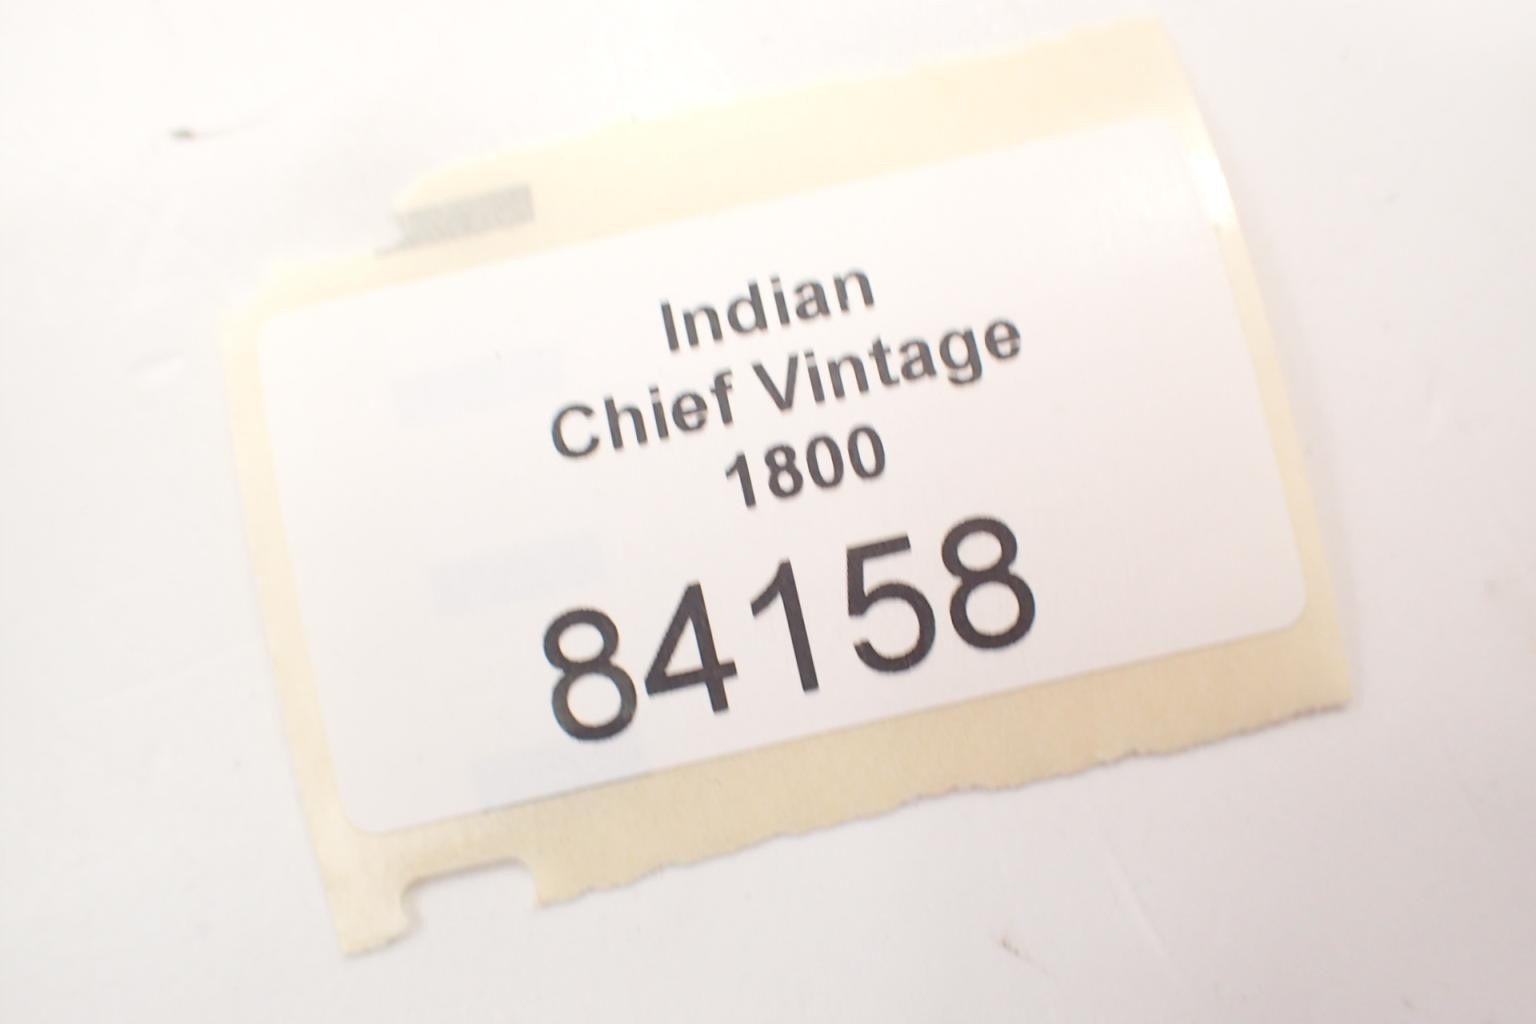 Indian
Chief Vintage
1800
84158